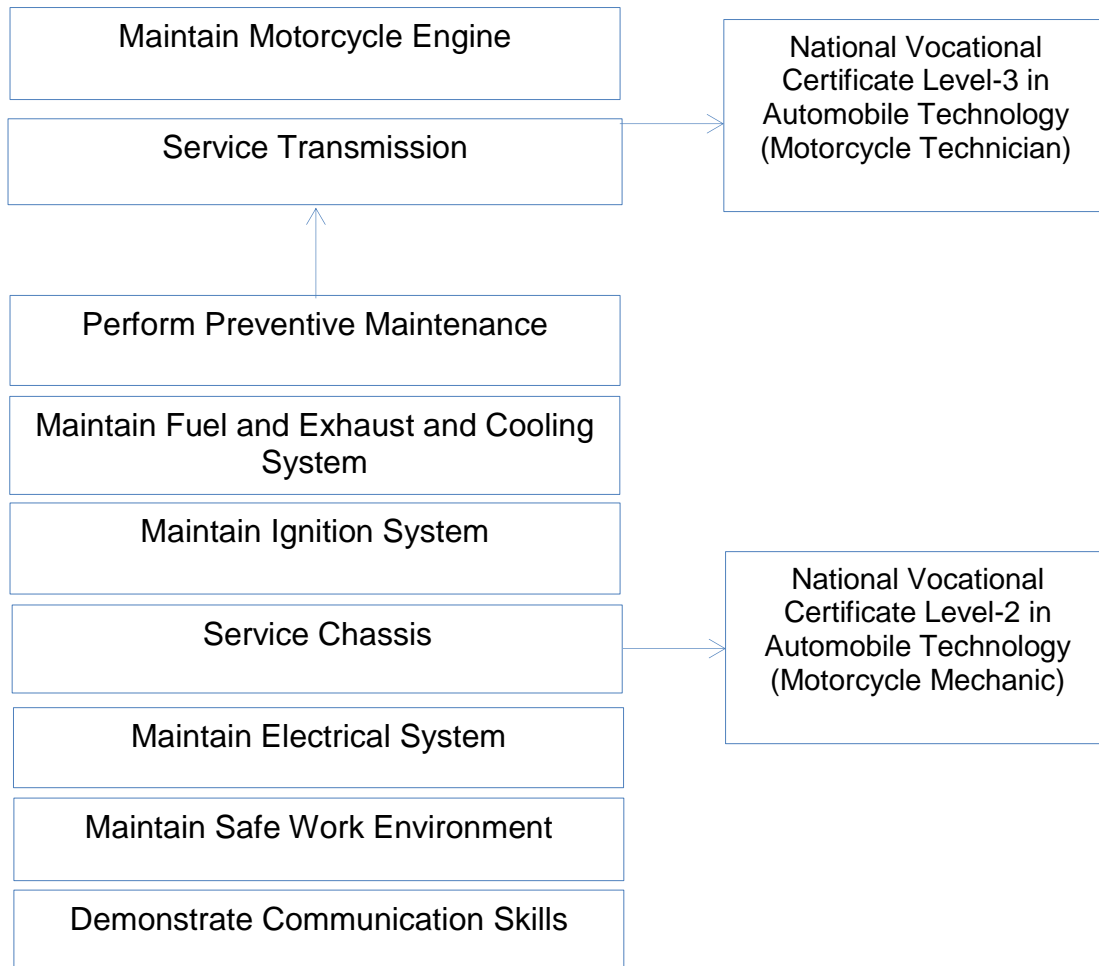 Maintain Motorcycle Engine
Service Transmission
National Vocational
Certificate Level-3 in
Automobile Technology
(Motorcycle Technician)
Perform Preventive Maintenance
Maintain Fuel and Exhaust and Cooling
System
Maintain Ignition System
Service Chassis
Maintain Electrical System
Maintain Safe Work Environment
Demonstrate Communication Skills
National Vocational
Certificate Level-2 in
Automobile Technology
(Motorcycle Mechanic)